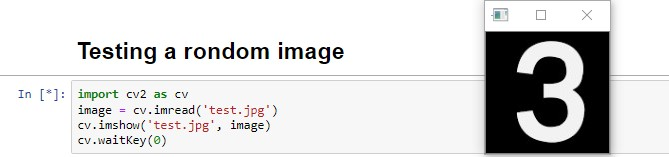 Testing a rondom image
In [*]:
import cv2 as cv
image = cv.imread('test.jpg')
cv.imshow('test.jpg', image)
cv.waitKey(0)
3